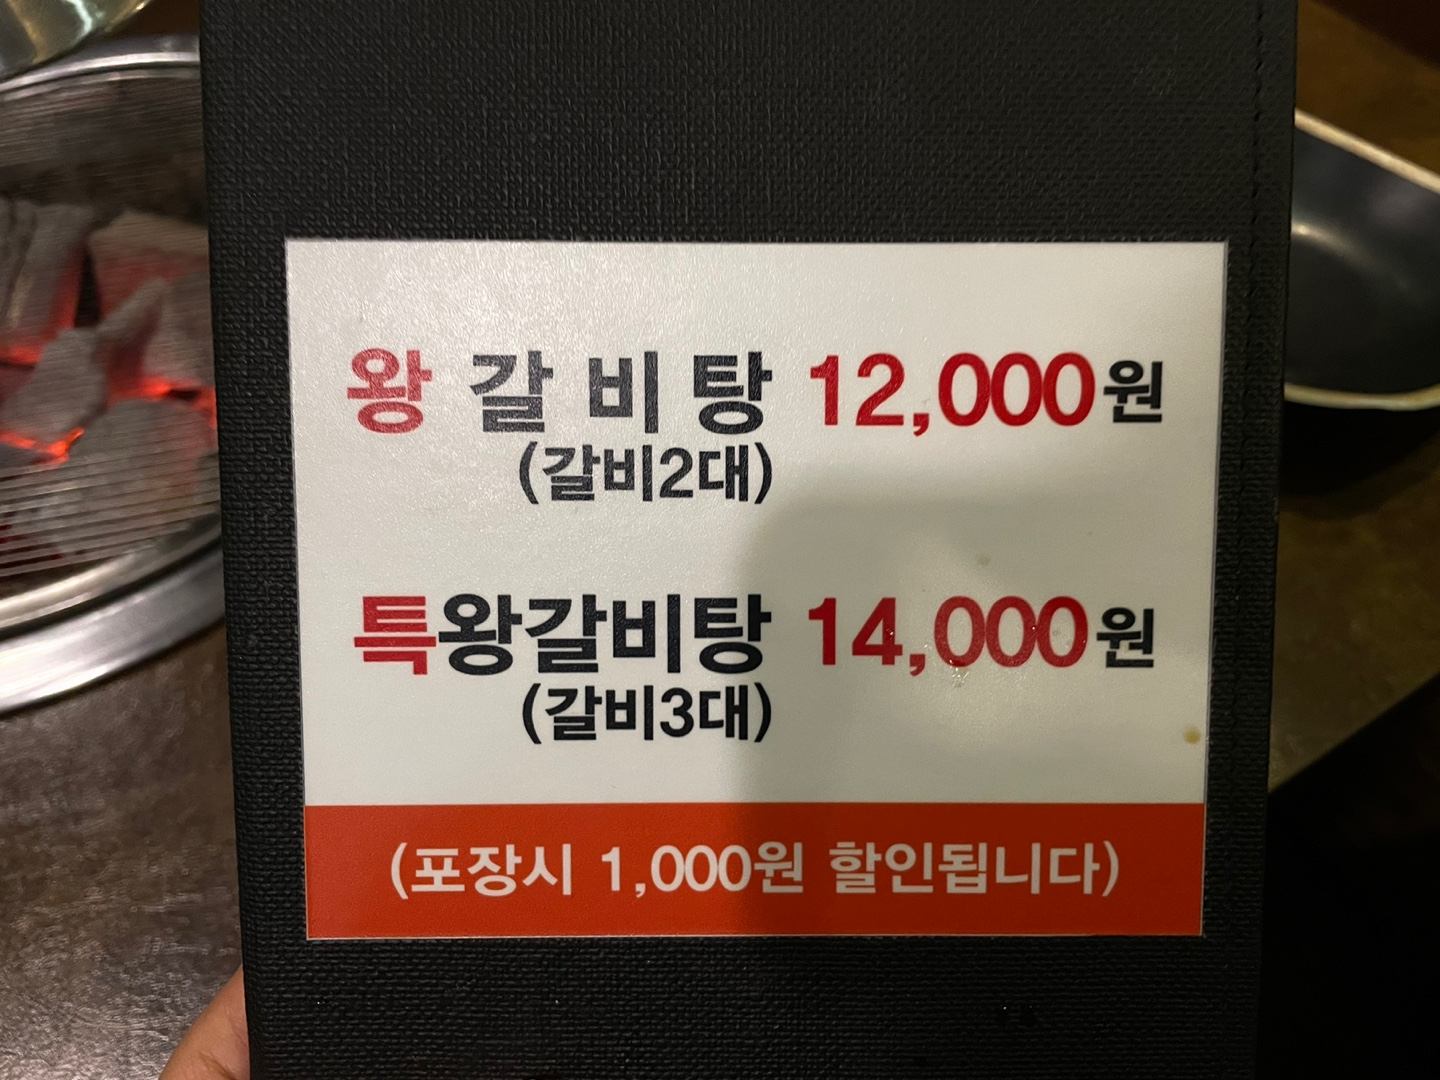 왕 갈 비 탕 12,000원
(갈비2대)
특왕갈비탕 14,000원
(갈비3대)
(포장시 1,000원 할인됩니다)